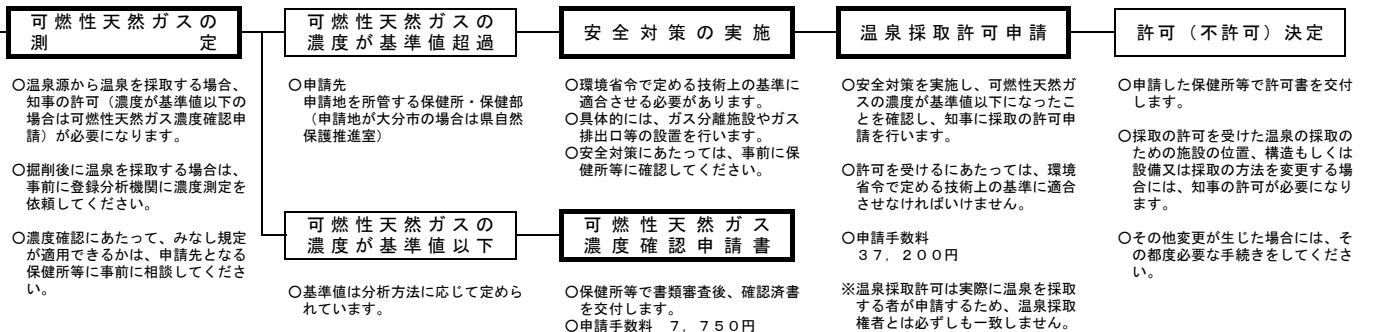 可燃性天然ガスの
測定
○温泉源から温泉を採取する場合、
知事の許可（濃度が基準値以下の
場合は可燃性天然ガス濃度確認申
請）が必要になります。
○掘削後に温泉を採取する場合は、
事前に登録分析機関に濃度測定を
依頼してください。
○濃度確認にあたって、みなし規定
が適用できるかは、申請先となる
保健所等に事前に相談してくださ
い。
可燃性天然ガスの
濃度が基準値超過
○申請先
申請地を所管する保健所・保健部
（申請地が大分市の場合は県自然
保護推進室）
可燃性天然ガスの
濃度が基準値以下
○基準値は分析方法に応じて定めら
れています。
安全対策の実施
○環境省令で定める技術上の基準に
適合させる必要があります。
○具体的には、ガス分離施設やガス
排出口等の設置を行います。
○安全対策にあたっては、事前に保
健所等に確認してください。
可燃性天然ガス
濃度確認申請書
○保健所等で書類審査後、確認済書
を交付します。
○申請手数料　７，７５０円
温泉採取許可申請
○安全対策を実施し、可燃性天然ガ
スの濃度が基準値以下になったこ
とを確認し、知事に採取の許可申
請を行います。
○許可を受けるにあたっては、環境
省令で定める技術上の基準に適合
させなければいけません。
○申請手数料
３７，２００円
※温泉採取許可は実際に温泉を採取
する者が申請するため、温泉採取
権者とは必ずしも一致しません。
許可（不許可）決定
○申請した保健所等で許可書を交付
します。
○採取の許可を受けた温泉の採取の
ための施設の位置、構造もしくは
設備又は採取の方法を変更する場
合には、知事の許可が必要になり
ます。
○その他変更が生じた場合には、そ
の都度必要な手続きをしてくださ
い。